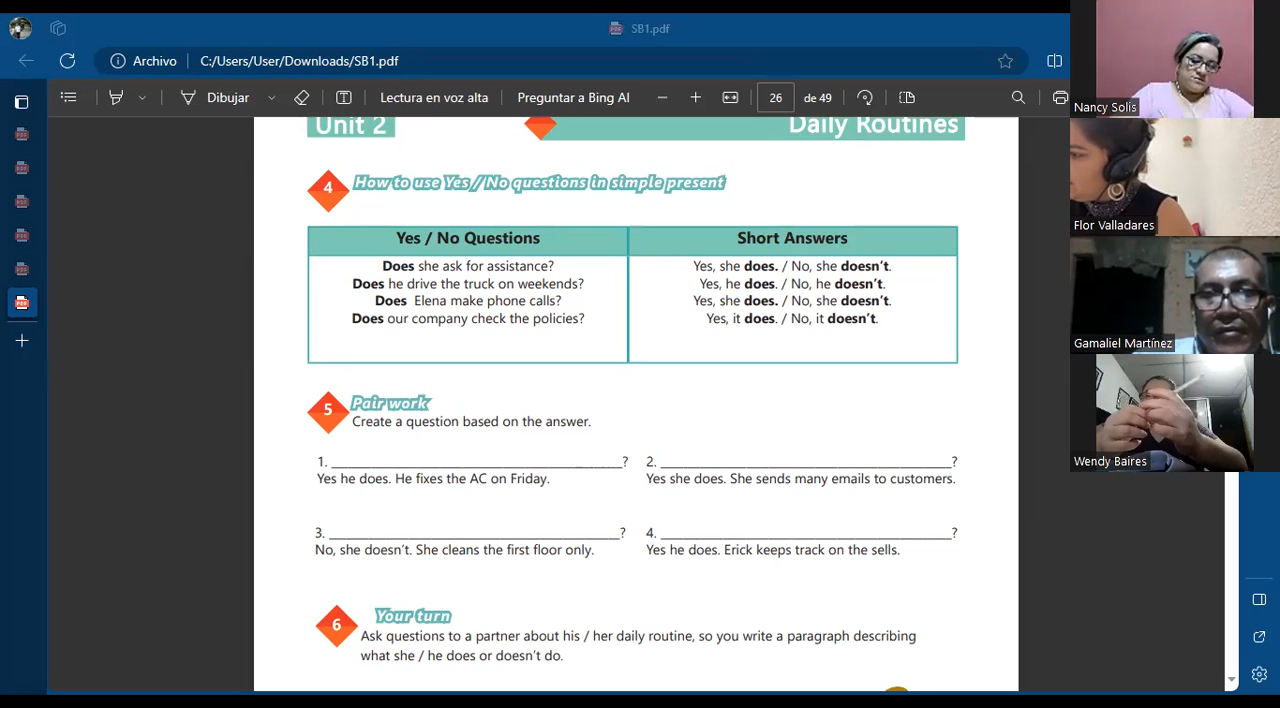 SB1.pdf
Archivo
C:/Users/User/Downloads/SB1.pdf
Dibujar
Lectura en voz alta
Preguntar a Bing AI
26
de 49
Unit 2
Daily Routines
4
How to use Yes / No questions in simple present
Yes / No Questions
Short Answers
Does she ask for assistance?
Yes, she does. / No, she doesn't.
Does he drive the truck on weekends?
Yes, he does. / No, he doesn't.
Does Elena make phone calls?
Yes, she does. / No, she doesn't.
Does our company check the policies?
Yes, it does. / No, it doesn't.
5
Pair work
Create a question based on the answer.
1. ______________________________________?
Yes he does. He fixes the AC on Friday.
2. ______________________________________?
Yes she does. She sends many emails to customers.
3. ______________________________________?
No, she doesn't. She cleans the first floor only.
4. ______________________________________?
Yes he does. Erick keeps track on the sells.
6
Your turn
Ask questions to a partner about his / her daily routine, so you write a paragraph describing
what she / he does or doesn't do.
Nancy Solis
Flor Valladares
Gamaliel Martínez
Wendy Baires